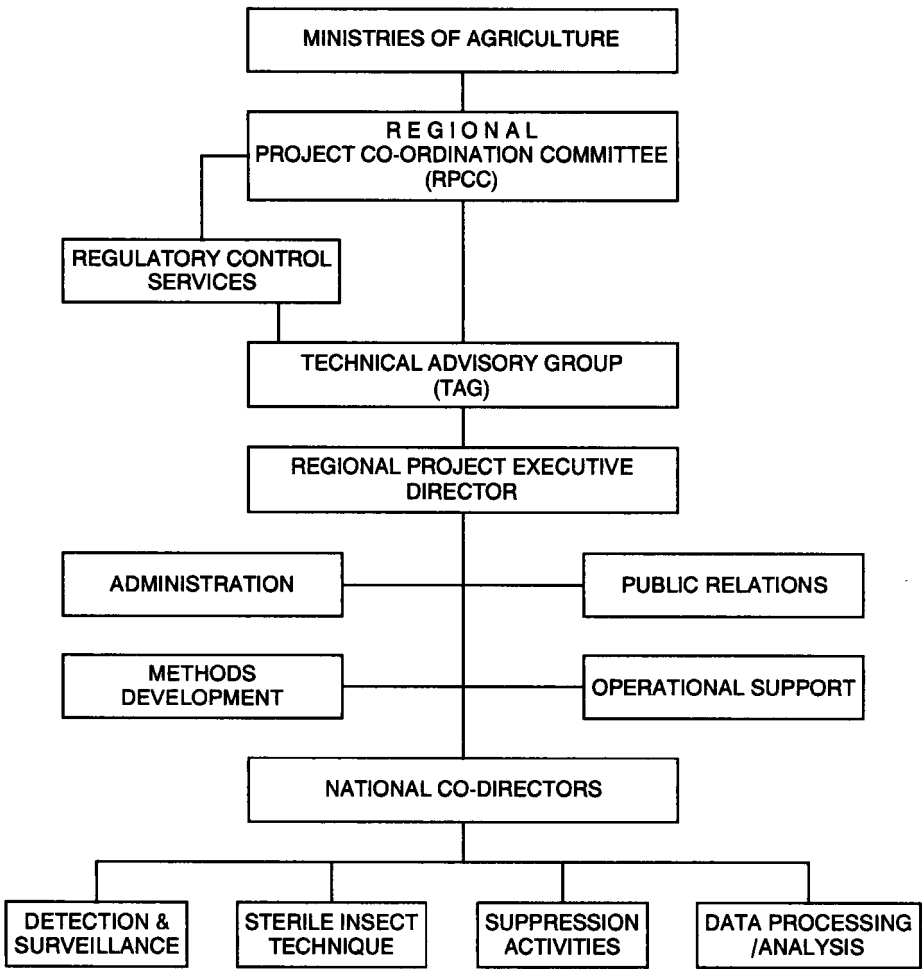 MINISTRIES OF AGRICULTURE
REGIONAL
PROJECT CO-ORDINATION COMMITTEE
(RPCC)
REGULATORY CONTROL
SERVICES
TECHNICAL ADVISORY GROUP
(TAG)
REGIONAL PROJECT EXECUTIVE
DIRECTOR
ADMINISTRATION
PUBLIC RELATIONS
METHODS
DEVELOPMENT
OPERATIONAL SUPPORT
NATIONAL CO-DIRECTORS
DETECTION &
SURVEILLANCE
STERILE INSECT
TECHNIQUE
SUPPRESSION
ACTIVITIES
DATA PROCESSING
/ANALYSIS